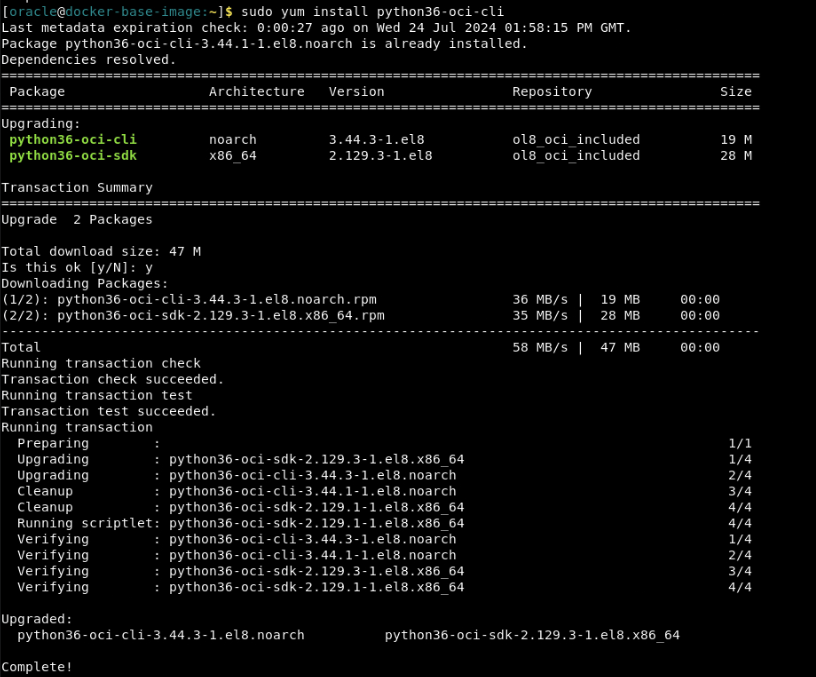 [oracle@docker-base-image:~]$ sudo yum install python36-oci-cli
Last metadata expiration check: 0:00:27 ago on Wed 24 Jul 2024 01:58:15 PM GMT.
Package python36-oci-cli-3.44.1-1.el8.noarch is already installed.
Dependencies resolved.
===============================================================================================
 Package                 Architecture   Version                Repository                 Size
===============================================================================================
Upgrading:
 python36-oci-cli        noarch         3.44.3-1.el8           ol8_oci_included           19 M
 python36-oci-sdk        x86_64         2.129.3-1.el8          ol8_oci_included           28 M

Transaction Summary
===============================================================================================
Upgrade  2 Packages

Total download size: 47 M
Is this ok [y/N]: y
Downloading Packages:
(1/2): python36-oci-cli-3.44.3-1.el8.noarch.rpm                 36 MB/s |  19 MB     00:00
(2/2): python36-oci-sdk-2.129.3-1.el8.x86_64.rpm                35 MB/s |  28 MB     00:00
-----------------------------------------------------------------------------------------------
Total                                                           58 MB/s |  47 MB     00:00
Running transaction check
Transaction check succeeded.
Running transaction test
Transaction test succeeded.
Running transaction
  Preparing        :                                                                       1/1
  Upgrading        : python36-oci-sdk-2.129.3-1.el8.x86_64                                 1/4
  Upgrading        : python36-oci-cli-3.44.3-1.el8.noarch                                  2/4
  Cleanup          : python36-oci-cli-3.44.1-1.el8.noarch                                  3/4
  Cleanup          : python36-oci-sdk-2.129.1-1.el8.x86_64                                 4/4
  Running scriptlet: python36-oci-sdk-2.129.1-1.el8.x86_64                                 4/4
  Verifying        : python36-oci-cli-3.44.3-1.el8.noarch                                  1/4
  Verifying        : python36-oci-cli-3.44.1-1.el8.noarch                                  2/4
  Verifying        : python36-oci-sdk-2.129.3-1.el8.x86_64                                 3/4
  Verifying        : python36-oci-sdk-2.129.1-1.el8.x86_64                                 4/4

Upgraded:
  python36-oci-cli-3.44.3-1.el8.noarch          python36-oci-sdk-2.129.3-1.el8.x86_64

Complete!